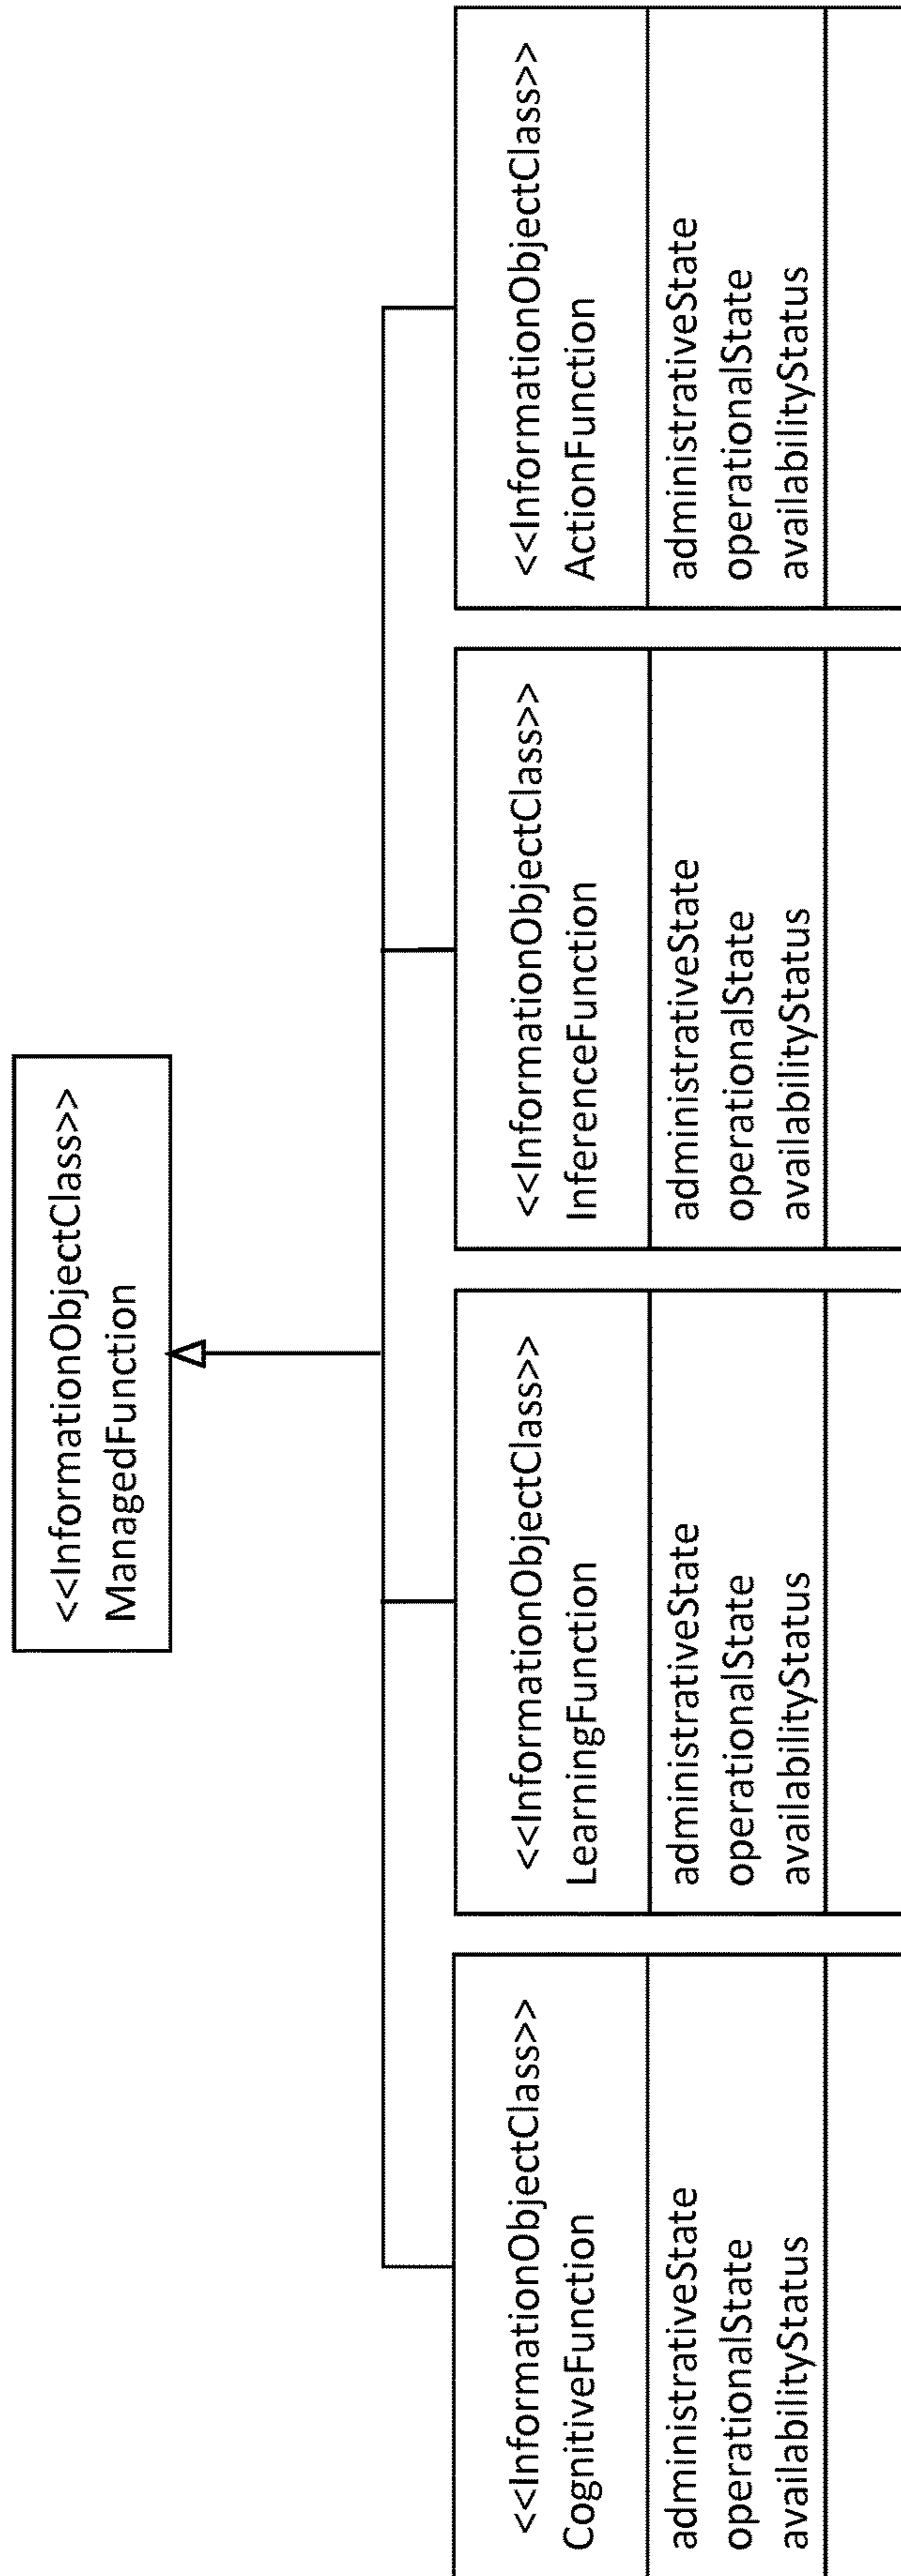 <<InformationObjectClass>>
ManagedFunction
<<InformationObjectClass>>
CognitiveFunction
administrativeState
operationalState
availabilityStatus
<<InformationObjectClass>>
LearningFunction
administrativeState
operationalState
availabilityStatus
<<InformationObjectClass>>
InferenceFunction
administrativeState
operationalState
availabilityStatus
<<InformationObjectClass>>
ActionFunction
administrativeState
operationalState
availabilityStatus